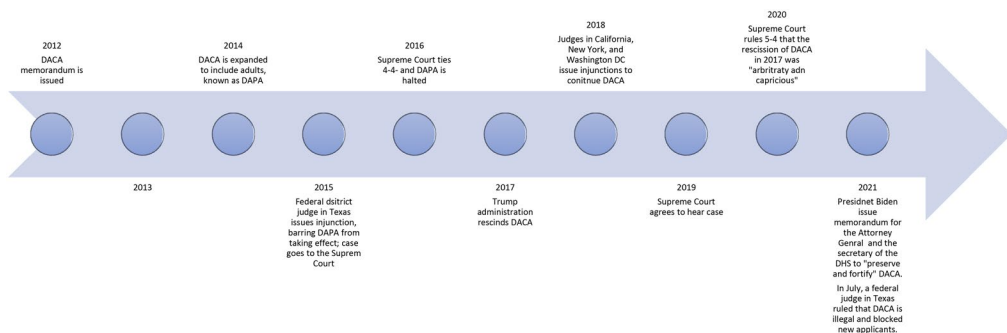 2012
DACA
memorandum is
issued
2013
2014
DACA is expanded
to include adults,
known as DAPA
2015
Federal dsitrict
judge in Texas
issues injunction,
barring DAPA from
taking effect; case
goes to the Suprem
Court
2016
Supreme Court ties
4-4- and DAPA is
halted
2017
Trump
administration
rescinds DACA
2018
Judges in California,
New York, and
Washington DC
issue injunctions to
conitnue DACA
2019
Supreme Court
agrees to hear case
2020
Supreme Court
rules 5-4 that the
rescission of DACA
in 2017 was
"arbritraty adn
capricious"
2021
Presidnet Biden
issue
memorandum for
the Attorney
Genral and the
secretary of the
DHS to "preserve
and fortify" DACA.
In July, a federal
judge in Texas
ruled that DACA is
illegal and blocked
new applicants.